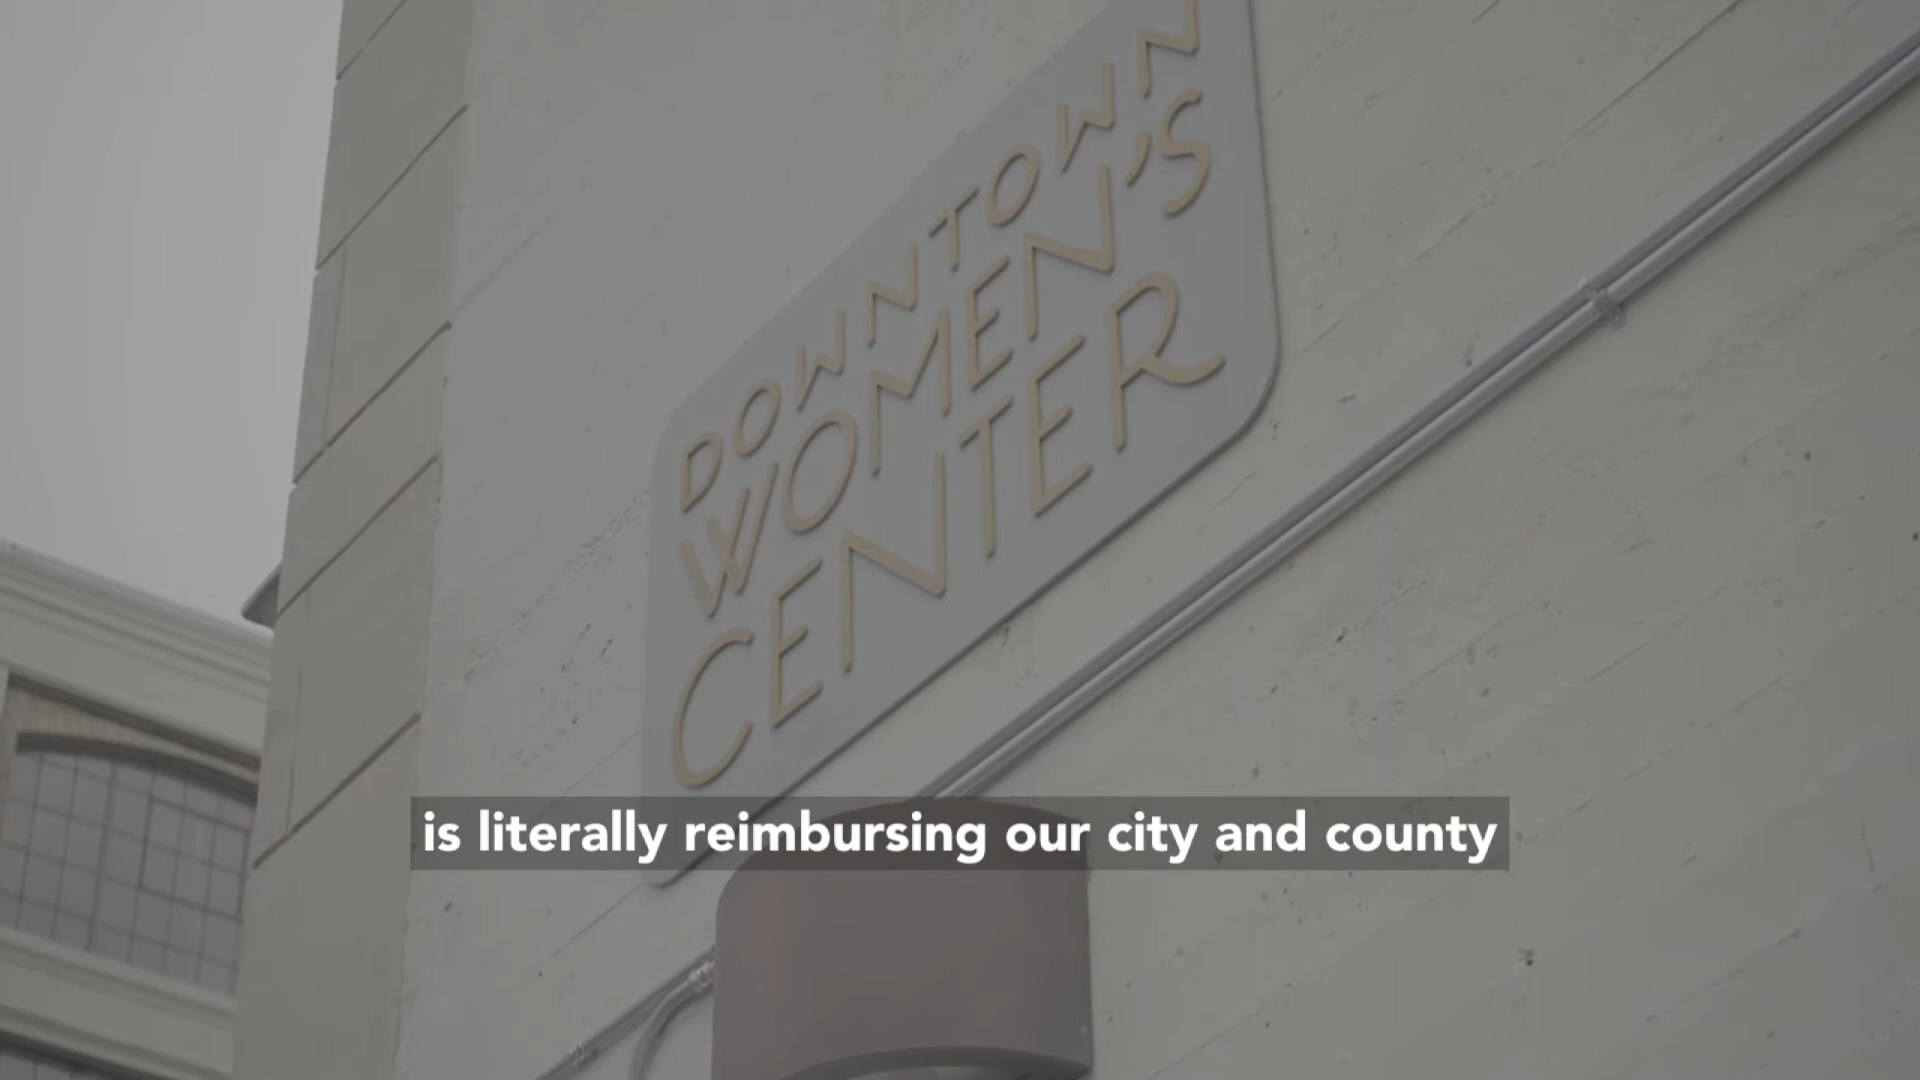 DOWNTOWN
WOMEN'S
CENTER
is literally reimbursing our city and county